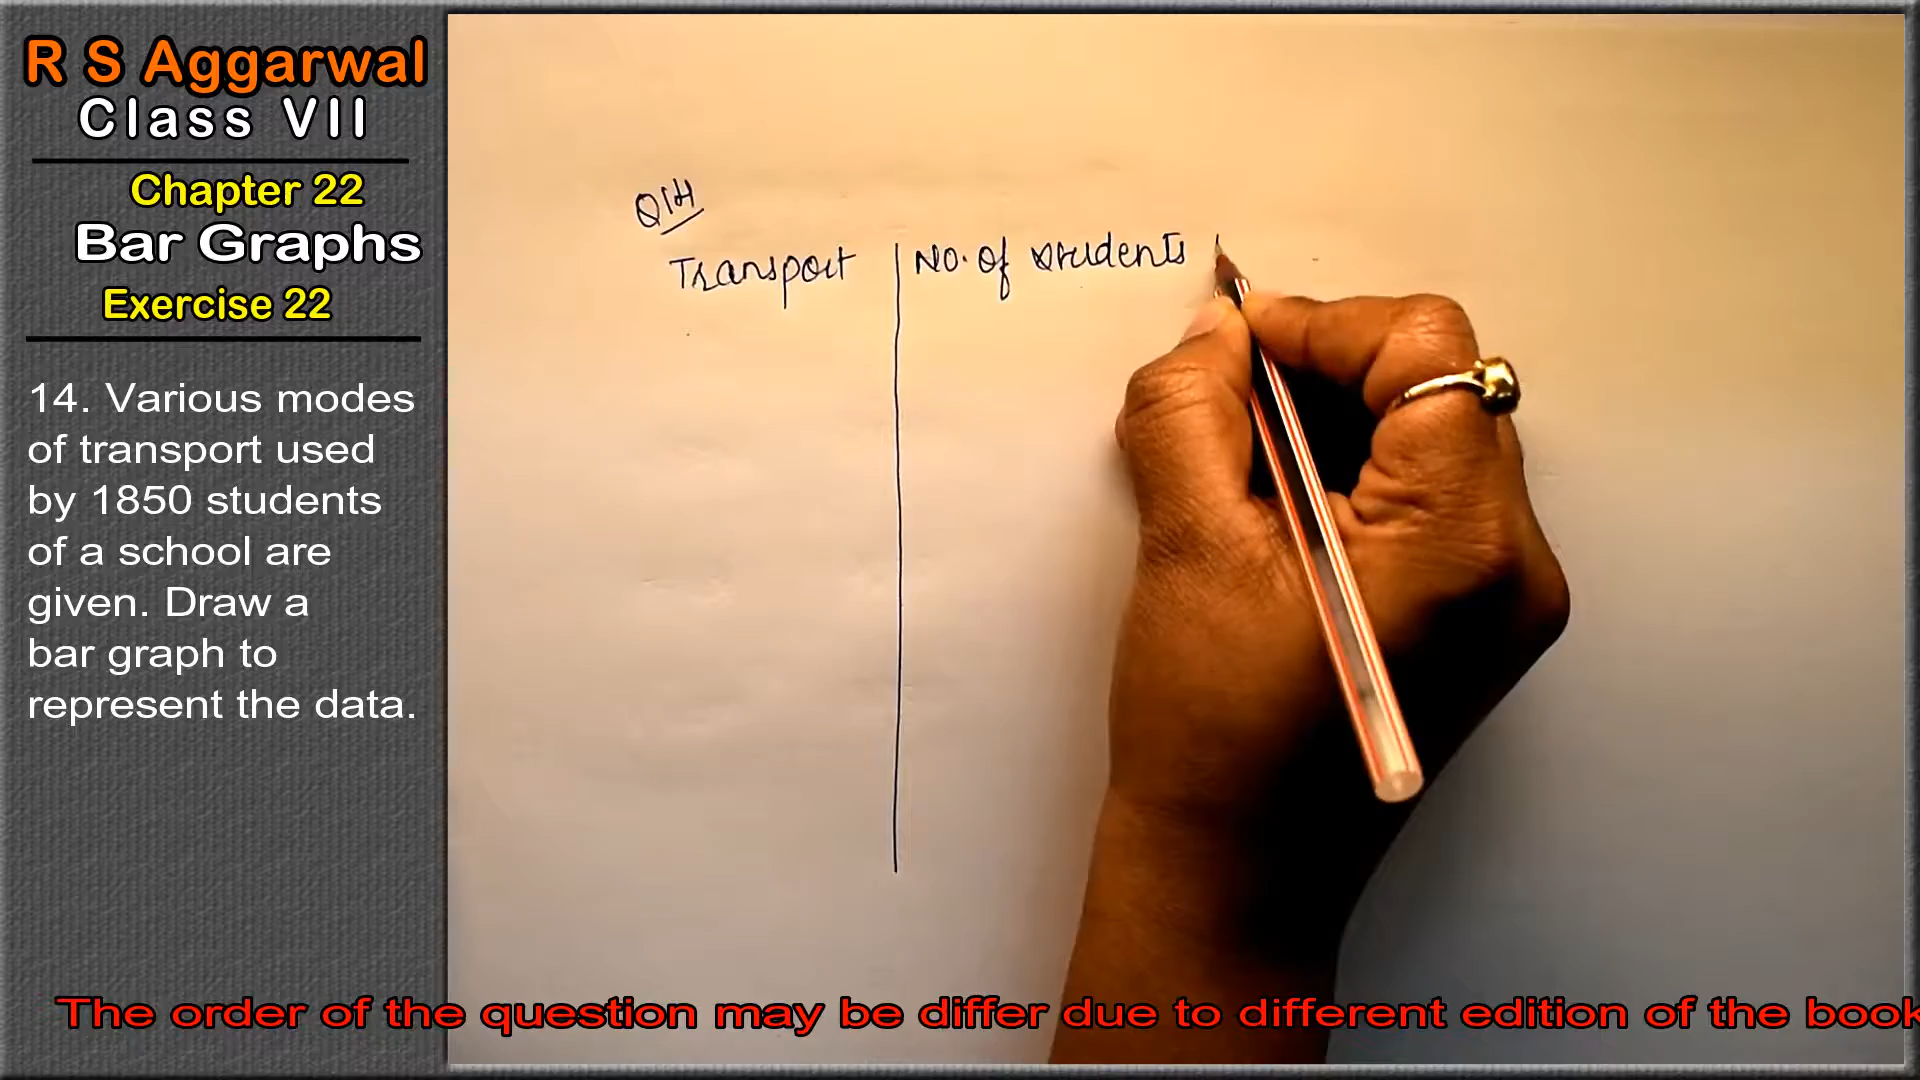 R S Aggarwal
Class VII
Chapter 22
Bar Graphs
Exercise 22
14. Various modes
of transport used
by 1850 students
of a school are
given. Draw a
bar graph to
represent the data.
Q14
Transport No. of students
The order of the question may be differ due to different edition of the book